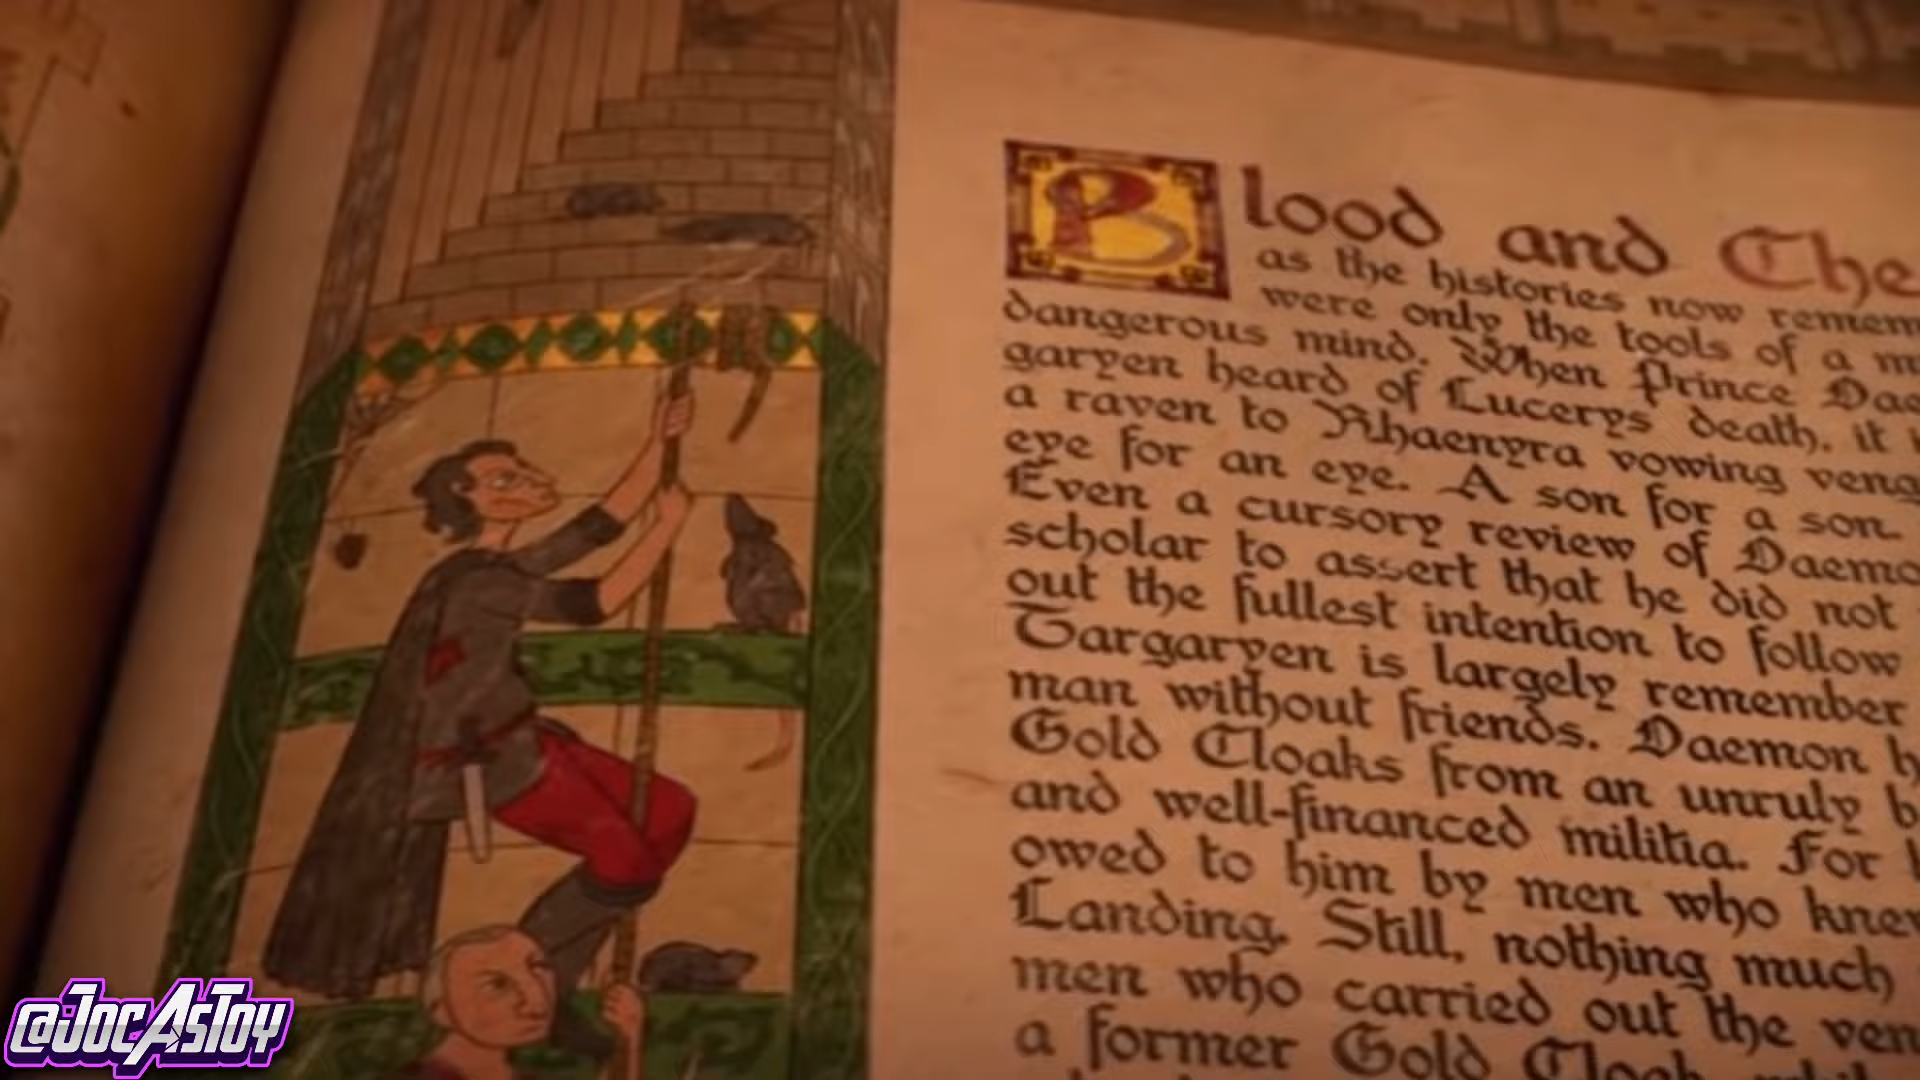 Blood and Che
as the histories now remem
were only the tools of a m
dangerous mind. When Prince Dae
garyen heard of Lucerys' death, it i
a raven to Rhaenyra vowing veng
eye for an eye. A son for a son.
Even a cursory review of Daemo
scholar to assert that he did not
out the fullest intention to follow
Targaryen is largely remember
man without friends. Daemon h
Gold Cloaks from an unruly b
and well-financed militia. For l
owed to him by men who knew
Landing. Still, nothing much
men who carried out the ven
a former Gold Cloak
@JocAsToy